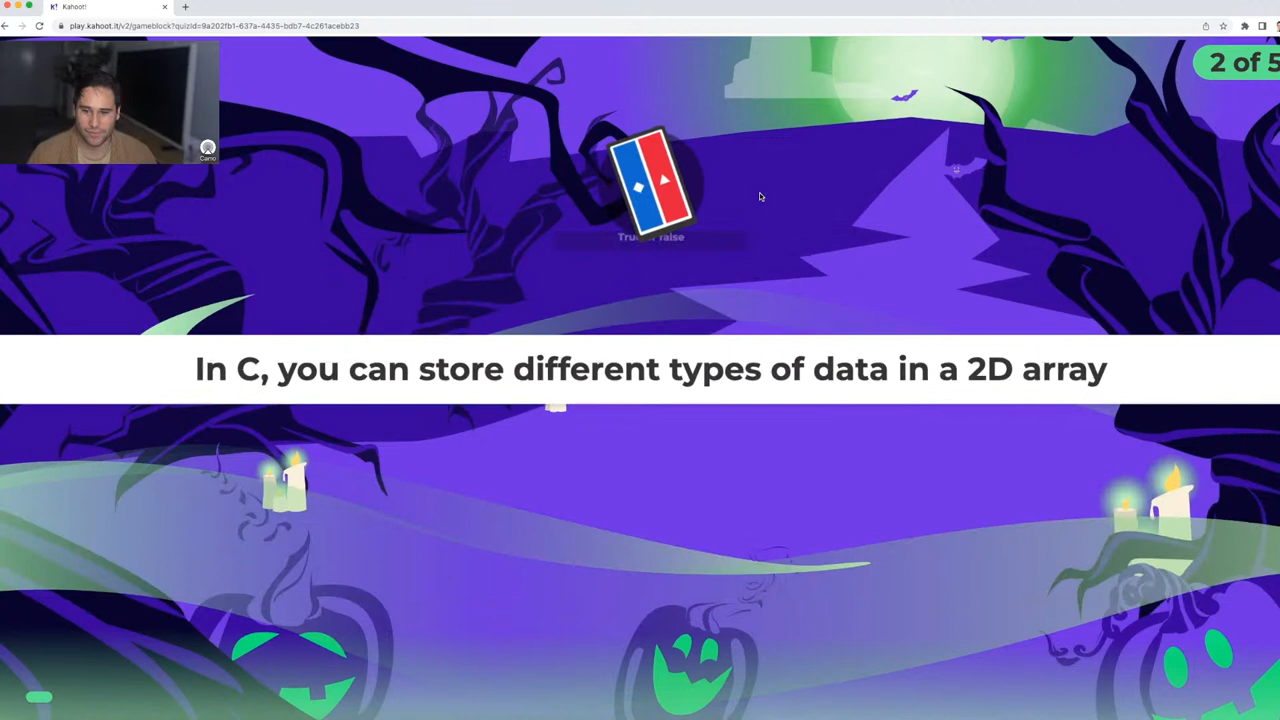 Kahoot!
play.kahoot.it/v2/gameblock?quizId=9a202fb1-637a-4435-bdb7-4c261acebb23
2 of 5
Camo
In C, you can store different types of data in a 2D array